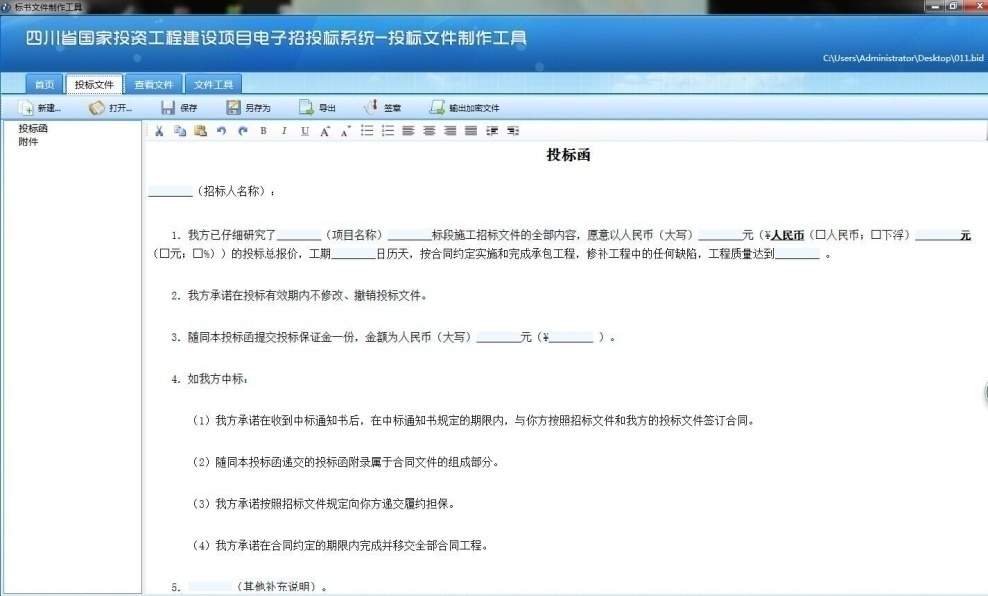 标书文件制作工具
四川省国家投资工程建设项目电子招投标系统-投标文件制作工具
C:\Users\Administrator\Desktop\011.bid
首页 投标文件 查看文件 文件工具
新建... 打开... 保存 另存为 导出 签章 输出加密文件
投标函
附件
B I U A A
投标函
________（招标人名称）：
1. 我方已仔细研究了________（项目名称）________标段施工招标文件的全部内容，愿意以人民币（大写）________元（¥人民币（□人民币；□下浮）________元
（□元；□%））的投标总报价，工期________日历天，按合同约定实施和完成承包工程，修补工程中的任何缺陷，工程质量达到________ 。
2. 我方承诺在投标有效期内不修改、撤销投标文件。
3. 随同本投标函提交投标保证金一份，金额为人民币（大写）________元（¥________ ）。
4. 如我方中标：
（1）我方承诺在收到中标通知书后，在中标通知书规定的期限内，与你方按照招标文件和我方的投标文件签订合同。
（2）随同本投标函递交的投标函附录属于合同文件的组成部分。
（3）我方承诺按照招标文件规定向你方递交履约担保。
（4）我方承诺在合同约定的期限内完成并移交全部合同工程。
5. ________（其他补充说明）。